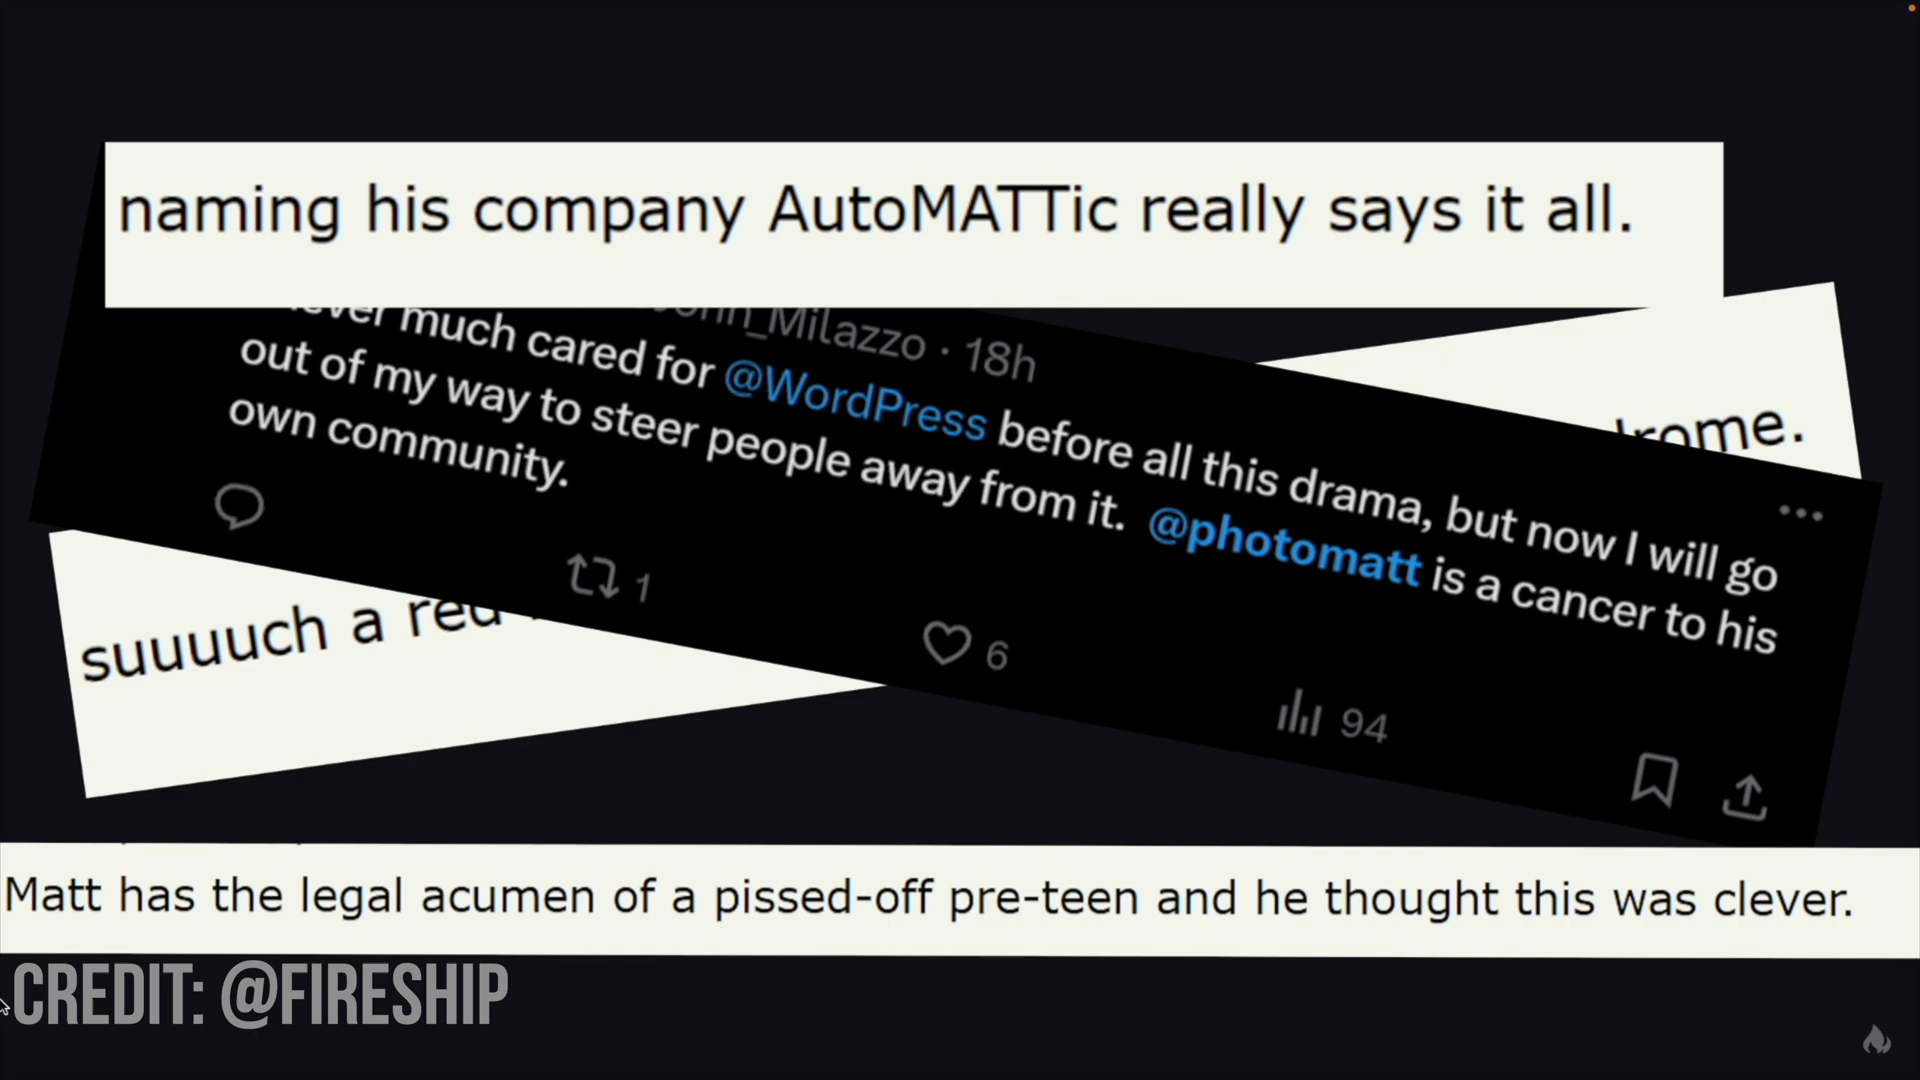 naming his company AutoMATTic really says it all.
_Milazzo · 18h
much cared for @WordPress before all this drama, but now I will go
out of my way to steer people away from it. @photomatt is a cancer to his
own community.
1
6
94
suuuuch a
Matt has the legal acumen of a pissed-off pre-teen and he thought this was clever.
CREDIT: @FIRESHIP